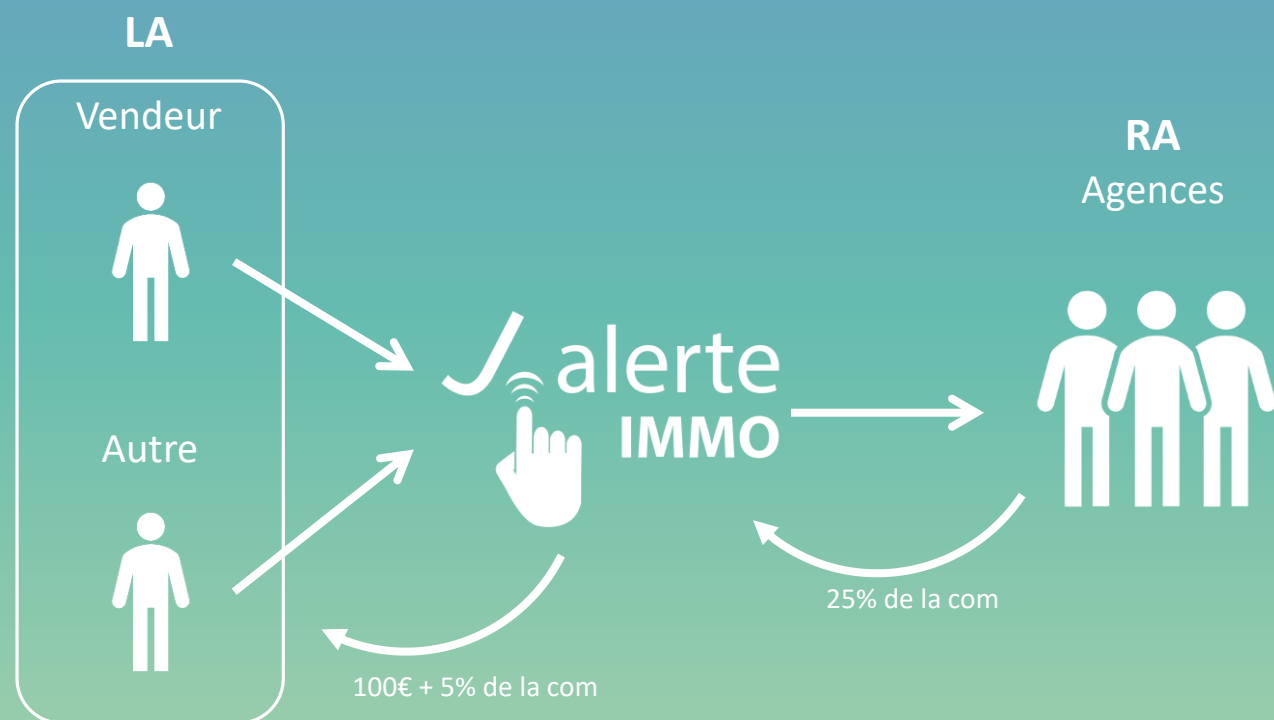 LA
Vendeur
Autre
J alerte
IMMO
100€ + 5% de la com
25% de la com
RA
Agences